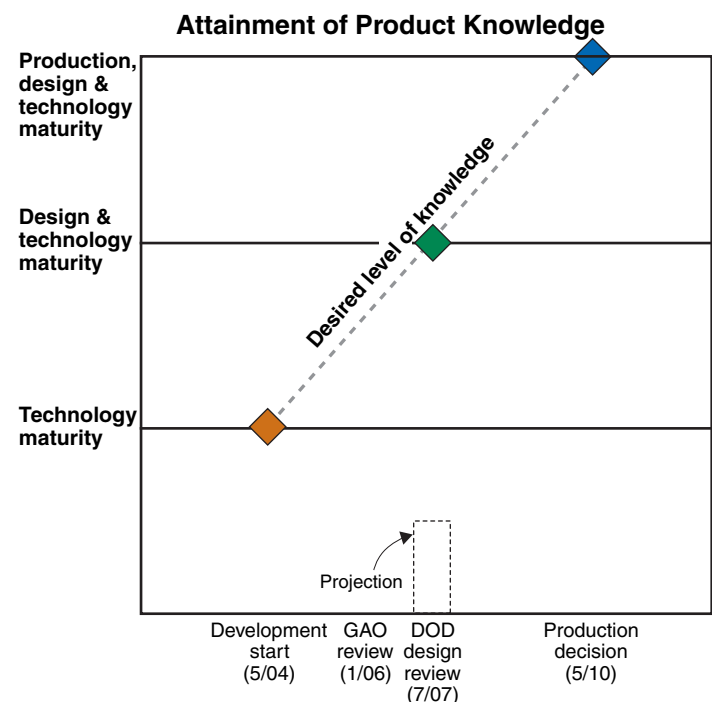 Attainment of Product Knowledge
Production,
design &
technology
maturity
Design &
technology
maturity
Technology
maturity
Desired level of knowledge
Projection
Development
start
(5/04)
GAO
review
(1/06)
DOD
design
review
(7/07)
Production
decision
(5/10)